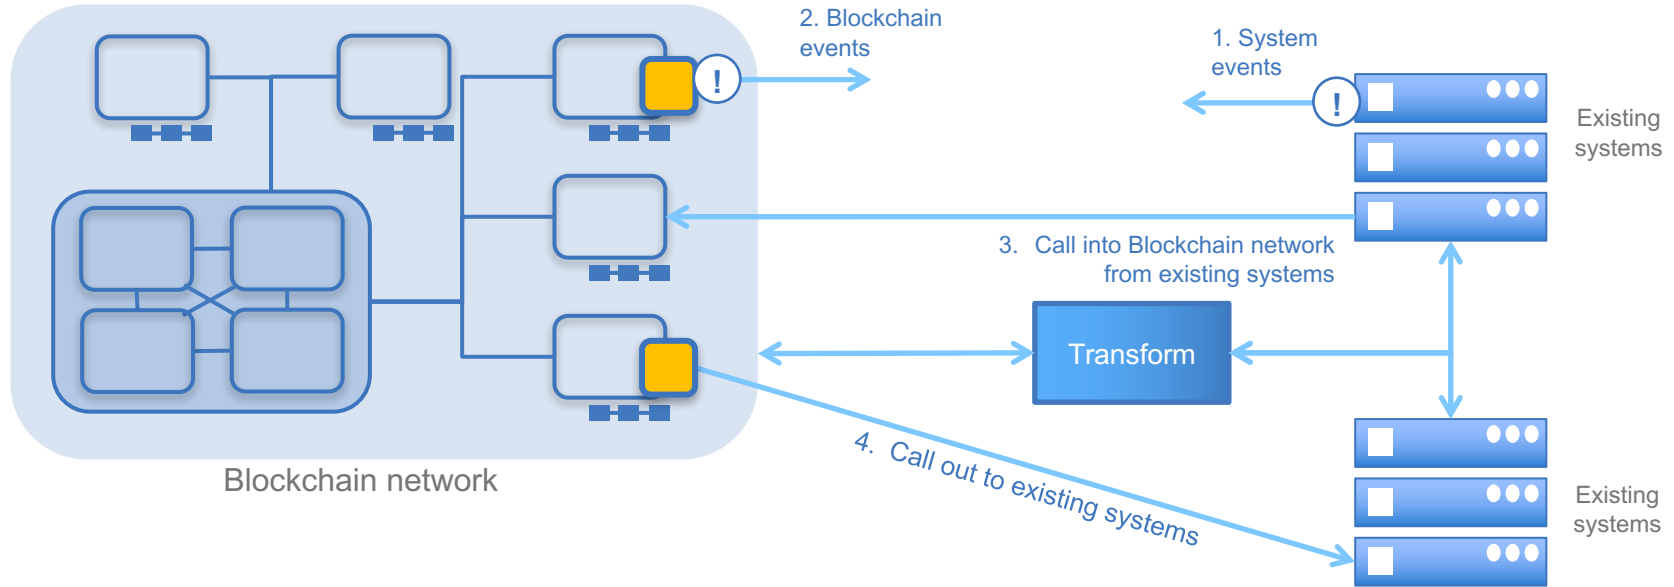 2. Blockchain
events
1. System
events
!
!
Existing
systems
3. Call into Blockchain network
from existing systems
Transform
4. Call out to existing systems
Blockchain network
Existing
systems